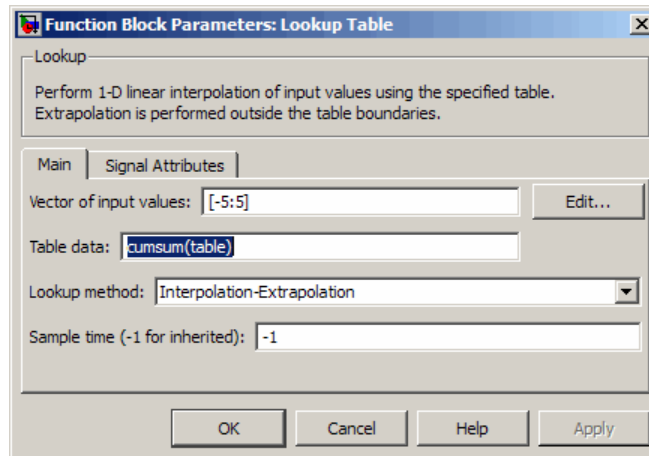 Function Block Parameters: Lookup Table
Lookup
Perform 1-D linear interpolation of input values using the specified table.
Extrapolation is performed outside the table boundaries.
Main Signal Attributes
Vector of input values: [-5:5] Edit...
Table data: cumsum(table)
Lookup method: Interpolation-Extrapolation
Sample time (-1 for inherited): -1
OK Cancel Help Apply